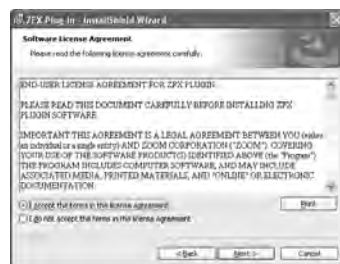 ZFX Plug-in - InstallShield Wizard
Software License Agreement
Please read the following license agreement carefully.
END-USER LICENSE AGREEMENT FOR ZFX PLUGIN
PLEASE READ THIS DOCUMENT CAREFULLY BEFORE INSTALLING ZFX
PLUGIN SOFTWARE.
IMPORTANT THIS AGREEMENT IS A LEGAL AGREEMENT BETWEEN YOU (either
an individual or a single entity) AND ZOOM CORPORATION ("ZOOM") COVERING
YOUR USE OF THE SOFTWARE PRODUCT(S) IDENTIFIED ABOVE (the "Program")
THE PROGRAM INCLUDES COMPUTER SOFTWARE, AND MAY INCLUDE
ASSOCIATED MEDIA, PRINTED MATERIALS, AND "ONLINE" OR ELECTRONIC
DOCUMENTATION.
I accept the terms in the license agreement
Print
I do not accept the terms in the license agreement
< Back
Next >
Cancel